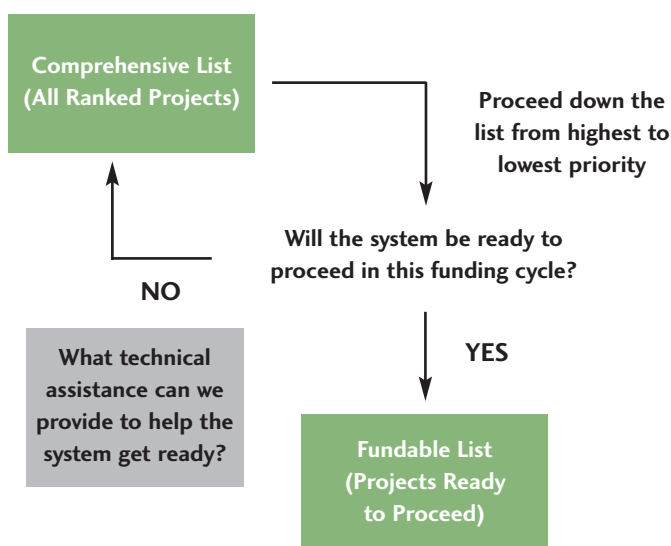 Comprehensive List
(All Ranked Projects)
Proceed down the
list from highest to
lowest priority
Will the system be ready to
proceed in this funding cycle?
NO
What technical
assistance can we
provide to help the
system get ready?
YES
Fundable List
(Projects Ready
to Proceed)